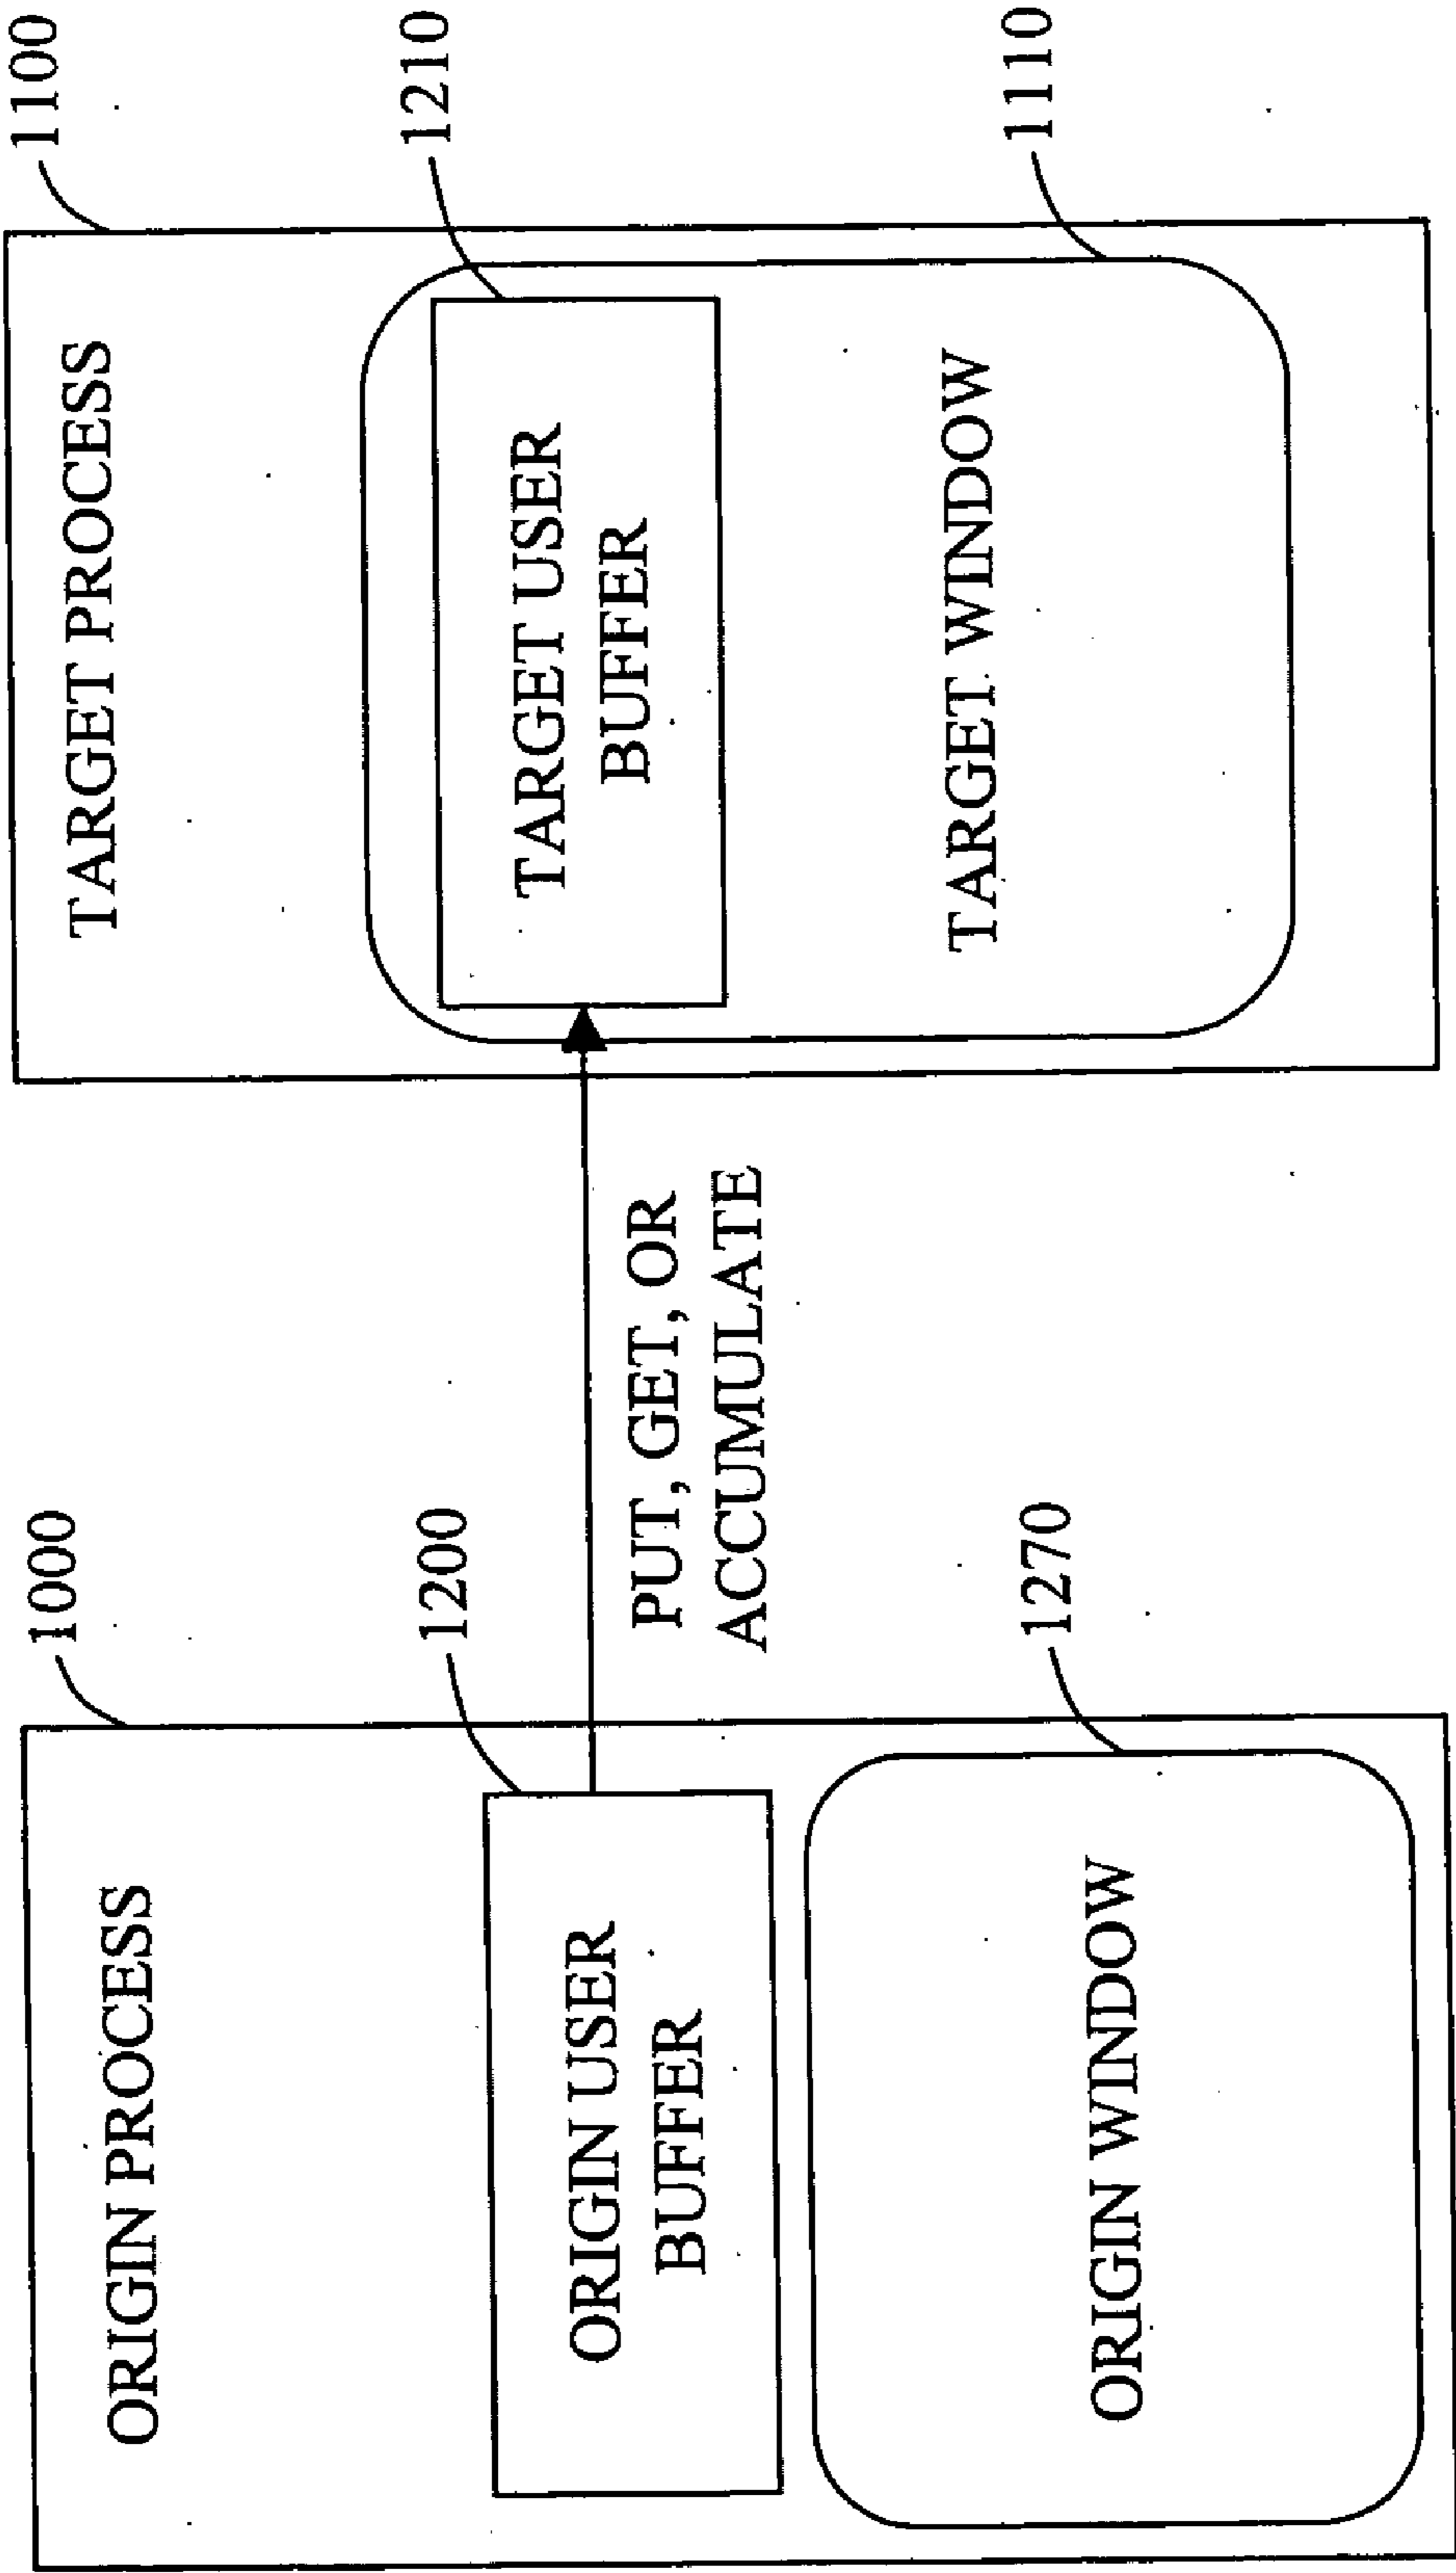 1000
ORIGIN PROCESS
1200
ORIGIN USER
BUFFER
1270
ORIGIN WINDOW
PUT, GET, OR
ACCUMULATE
1100
TARGET PROCESS
1210
TARGET USER
BUFFER
TARGET WINDOW
1110